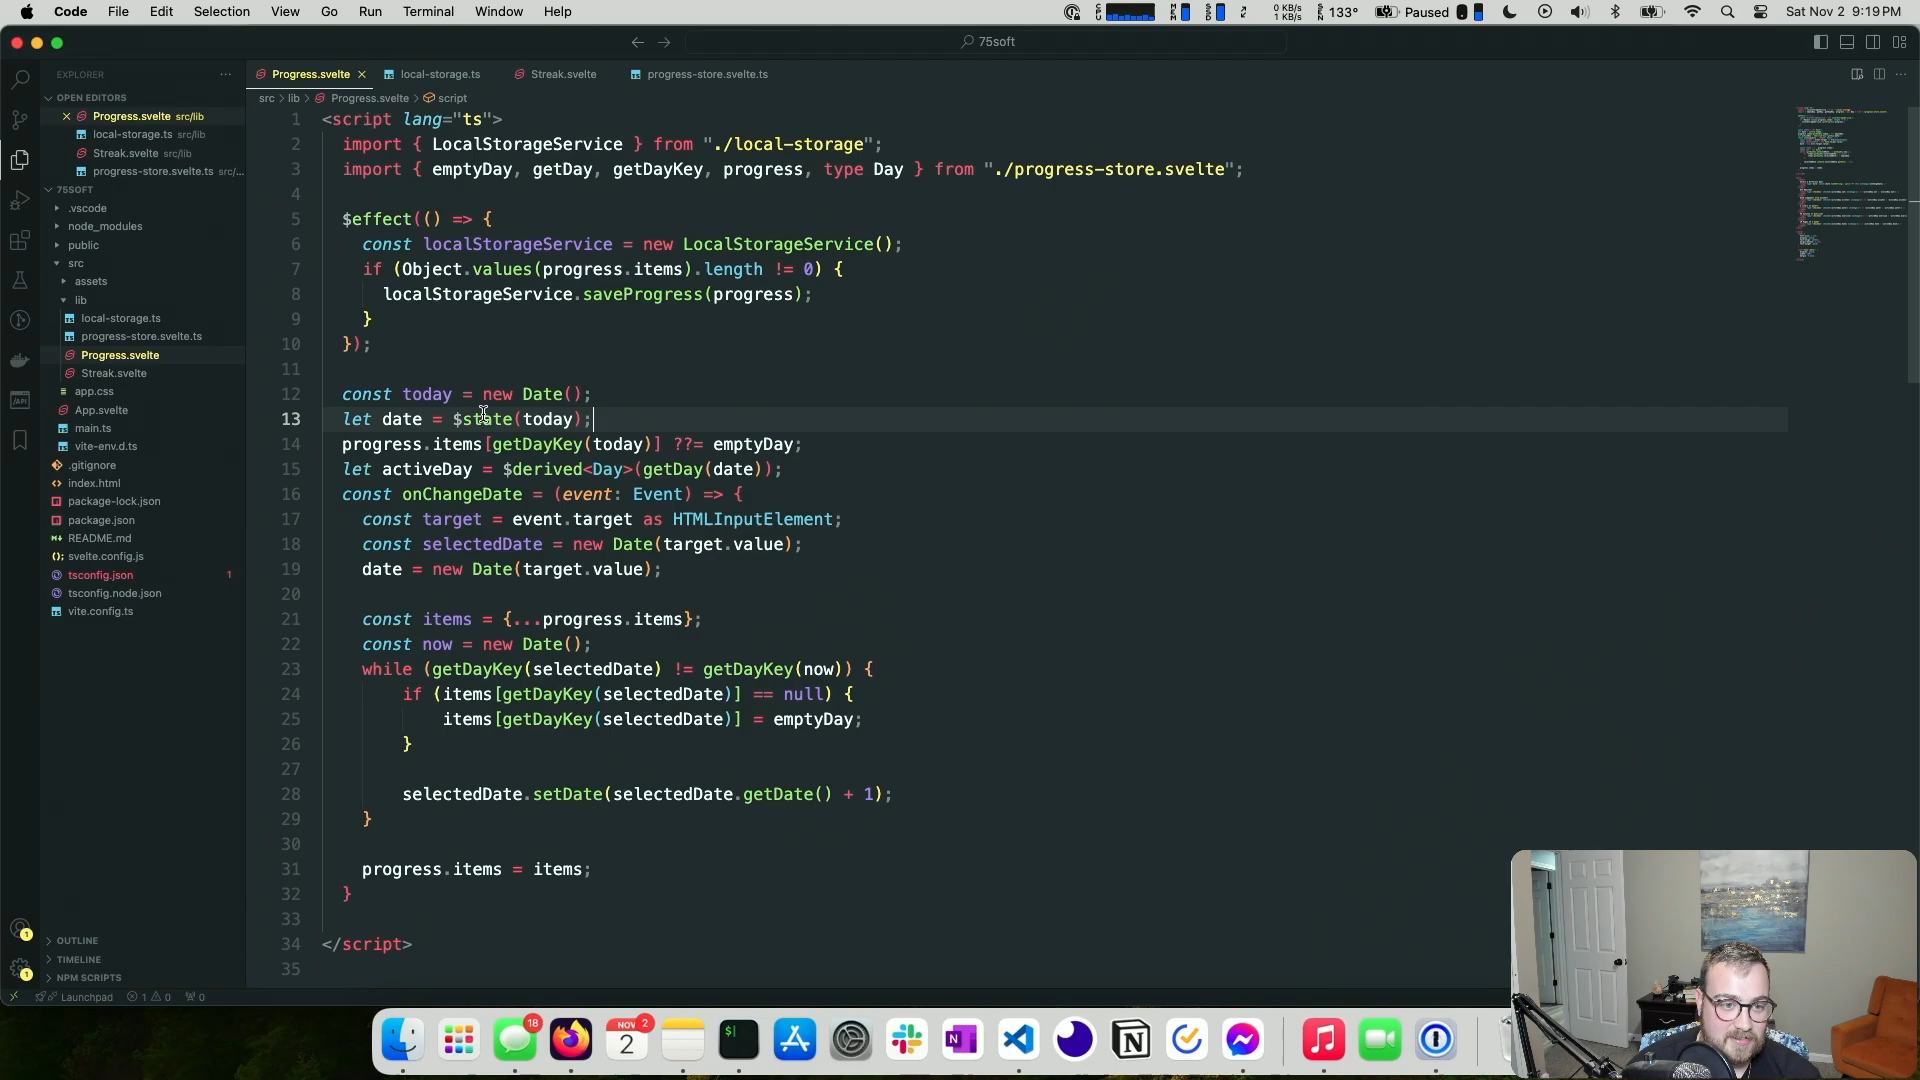 Code File Edit Selection View Go Run Terminal Window Help
0 KB/s
1 KB/s
133°
Paused
Sat Nov 2 9:19 PM
75soft
EXPLORER
OPEN EDITORS
Progress.svelte src/lib
local-storage.ts src/lib
Streak.svelte src/lib
progress-store.svelte.ts src/...
75SOFT
.vscode
node_modules
public
src
assets
lib
local-storage.ts
progress-store.svelte.ts
Progress.svelte
Streak.svelte
app.css
App.svelte
main.ts
vite-env.d.ts
.gitignore
index.html
package-lock.json
package.json
README.md
svelte.config.js
tsconfig.json 1
tsconfig.node.json
vite.config.ts
OUTLINE
TIMELINE
NPM SCRIPTS
Progress.svelte local-storage.ts Streak.svelte progress-store.svelte.ts
src > lib > Progress.svelte > script
1 <script lang="ts">
2 import { LocalStorageService } from "./local-storage";
3 import { emptyDay, getDay, getDayKey, progress, type Day } from "./progress-store.svelte";
4
5 $effect(() => {
6 const localStorageService = new LocalStorageService();
7 if (Object.values(progress.items).length != 0) {
8 localStorageService.saveProgress(progress);
9 }
10 });
11
12 const today = new Date();
13 let date = $state(today);
14 progress.items[getDayKey(today)] ??= emptyDay;
15 let activeDay = $derived<Day>(getDay(date));
16 const onChangeDate = (event: Event) => {
17 const target = event.target as HTMLInputElement;
18 const selectedDate = new Date(target.value);
19 date = new Date(target.value);
20
21 const items = {...progress.items};
22 const now = new Date();
23 while (getDayKey(selectedDate) != getDayKey(now)) {
24 if (items[getDayKey(selectedDate)] == null) {
25 items[getDayKey(selectedDate)] = emptyDay;
26 }
27
28 selectedDate.setDate(selectedDate.getDate() + 1);
29 }
30
31 progress.items = items;
32 }
33
34 </script>
35
Launchpad 1 0 0
18
NOV 2
2